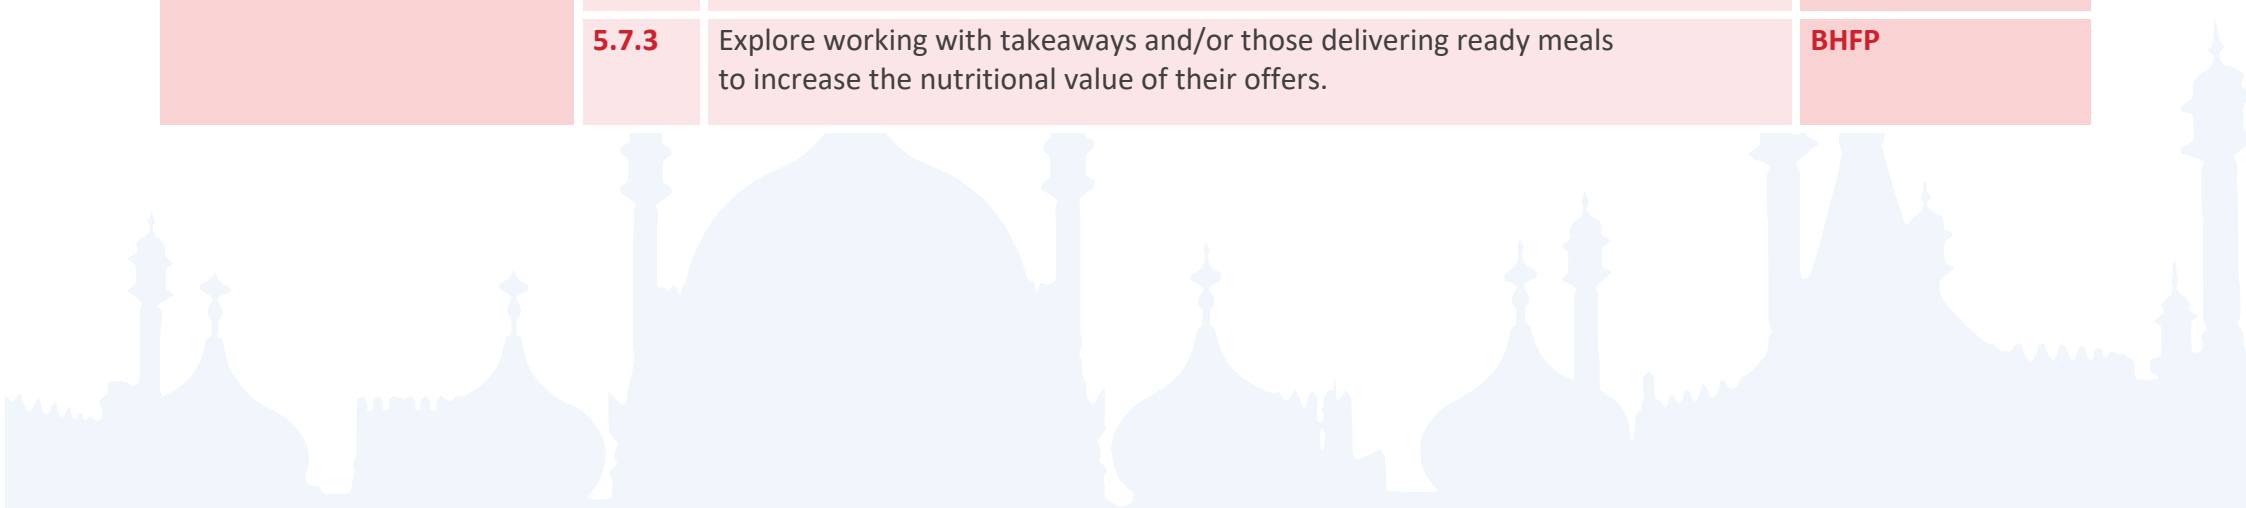 5.7.3 Explore working with takeaways and/or those delivering ready meals BHFP
to increase the nutritional value of their offers.